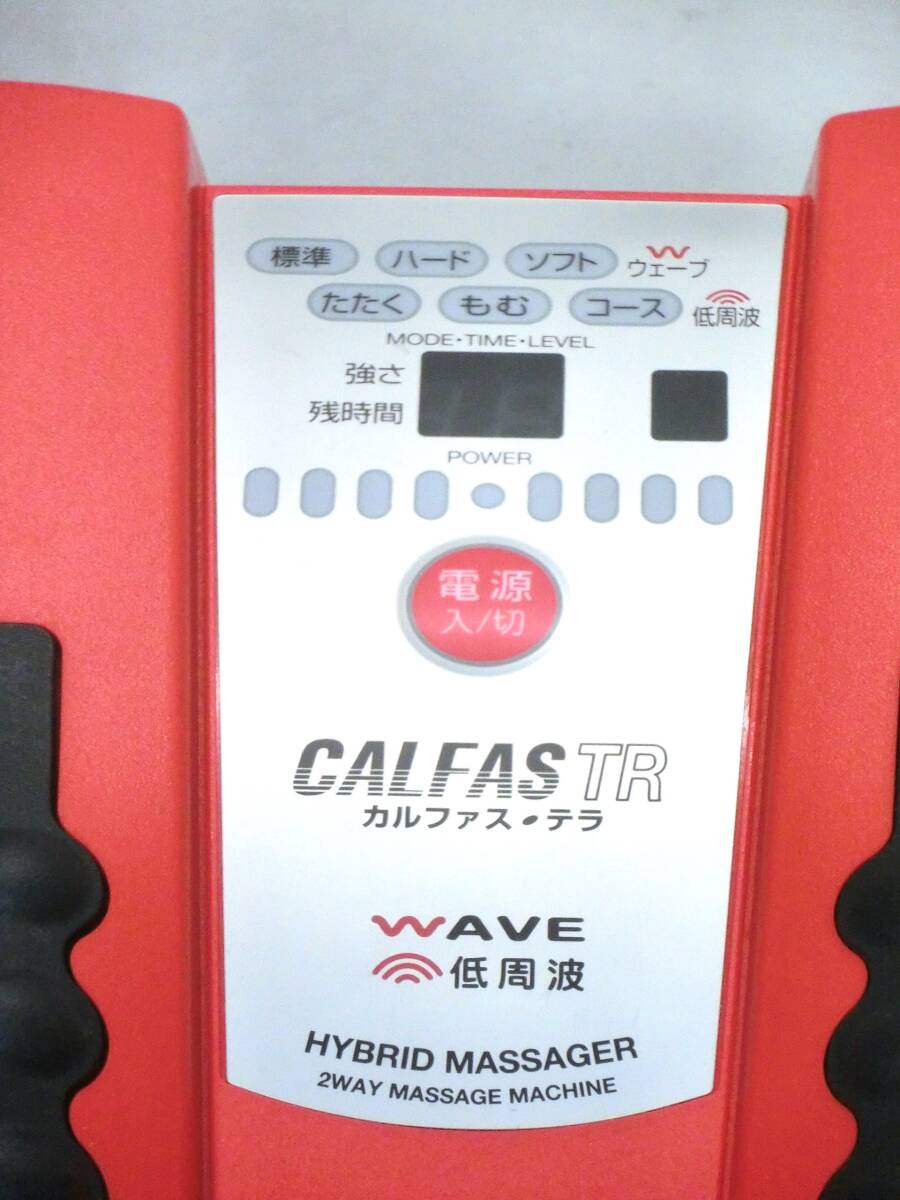 標準 ハード ソフト ウェーブ
たたく もむ コース 低周波
MODE・TIME・LEVEL
強さ
残時間
POWER
電源
入/切
CALFAS TR
カルファス・テラ
WAVE
低周波
HYBRID MASSAGER
2WAY MASSAGE MACHINE